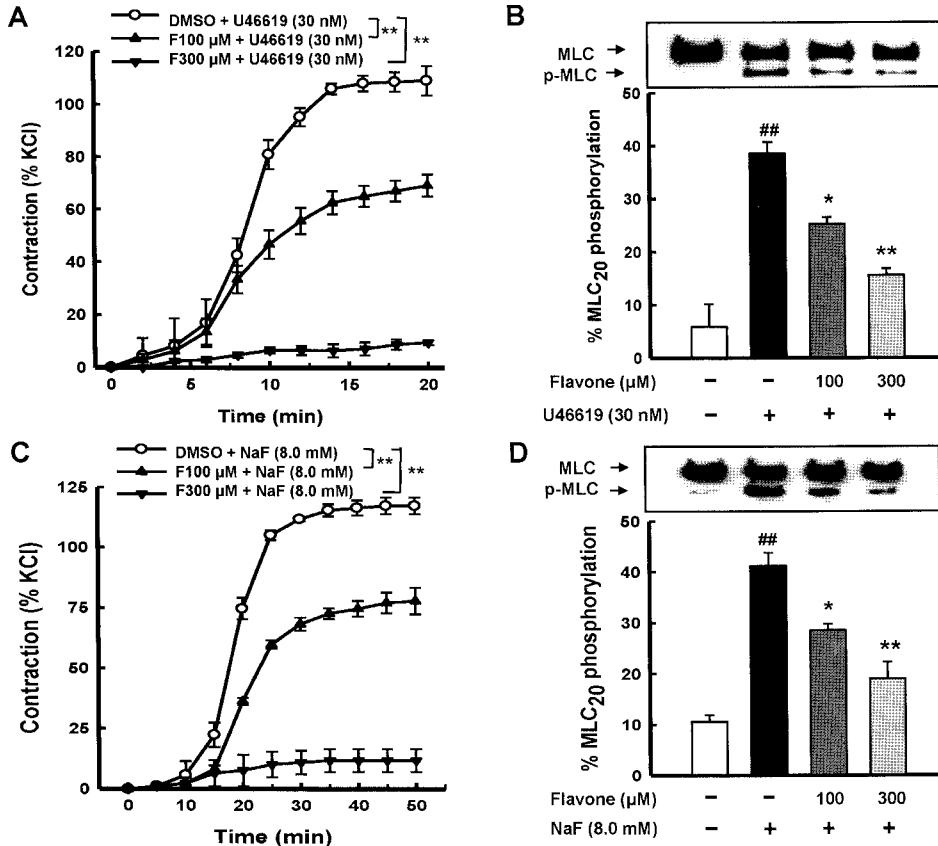 A
DMSO + U46619 (30 nM)
F100 µM + U46619 (30 nM)
F300 µM + U46619 (30 nM)
**
**
120
100
80
60
40
20
0
Contraction (% KCl)
0 5 10 15 20
Time (min)
B
MLC
p-MLC
50
40
30
20
10
0
% MLC20 phosphorylation
##
*
**
Flavone (µM) – – 100 300
U46619 (30 nM) – + + +
C
DMSO + NaF (8.0 mM)
F100 µM + NaF (8.0 mM)
F300 µM + NaF (8.0 mM)
**
**
125
100
75
50
25
0
Contraction (% KCl)
0 10 20 30 40 50
Time (min)
D
MLC
p-MLC
50
40
30
20
10
0
% MLC20 phosphorylation
##
*
**
Flavone (µM) – – 100 300
NaF (8.0 mM) – + + +